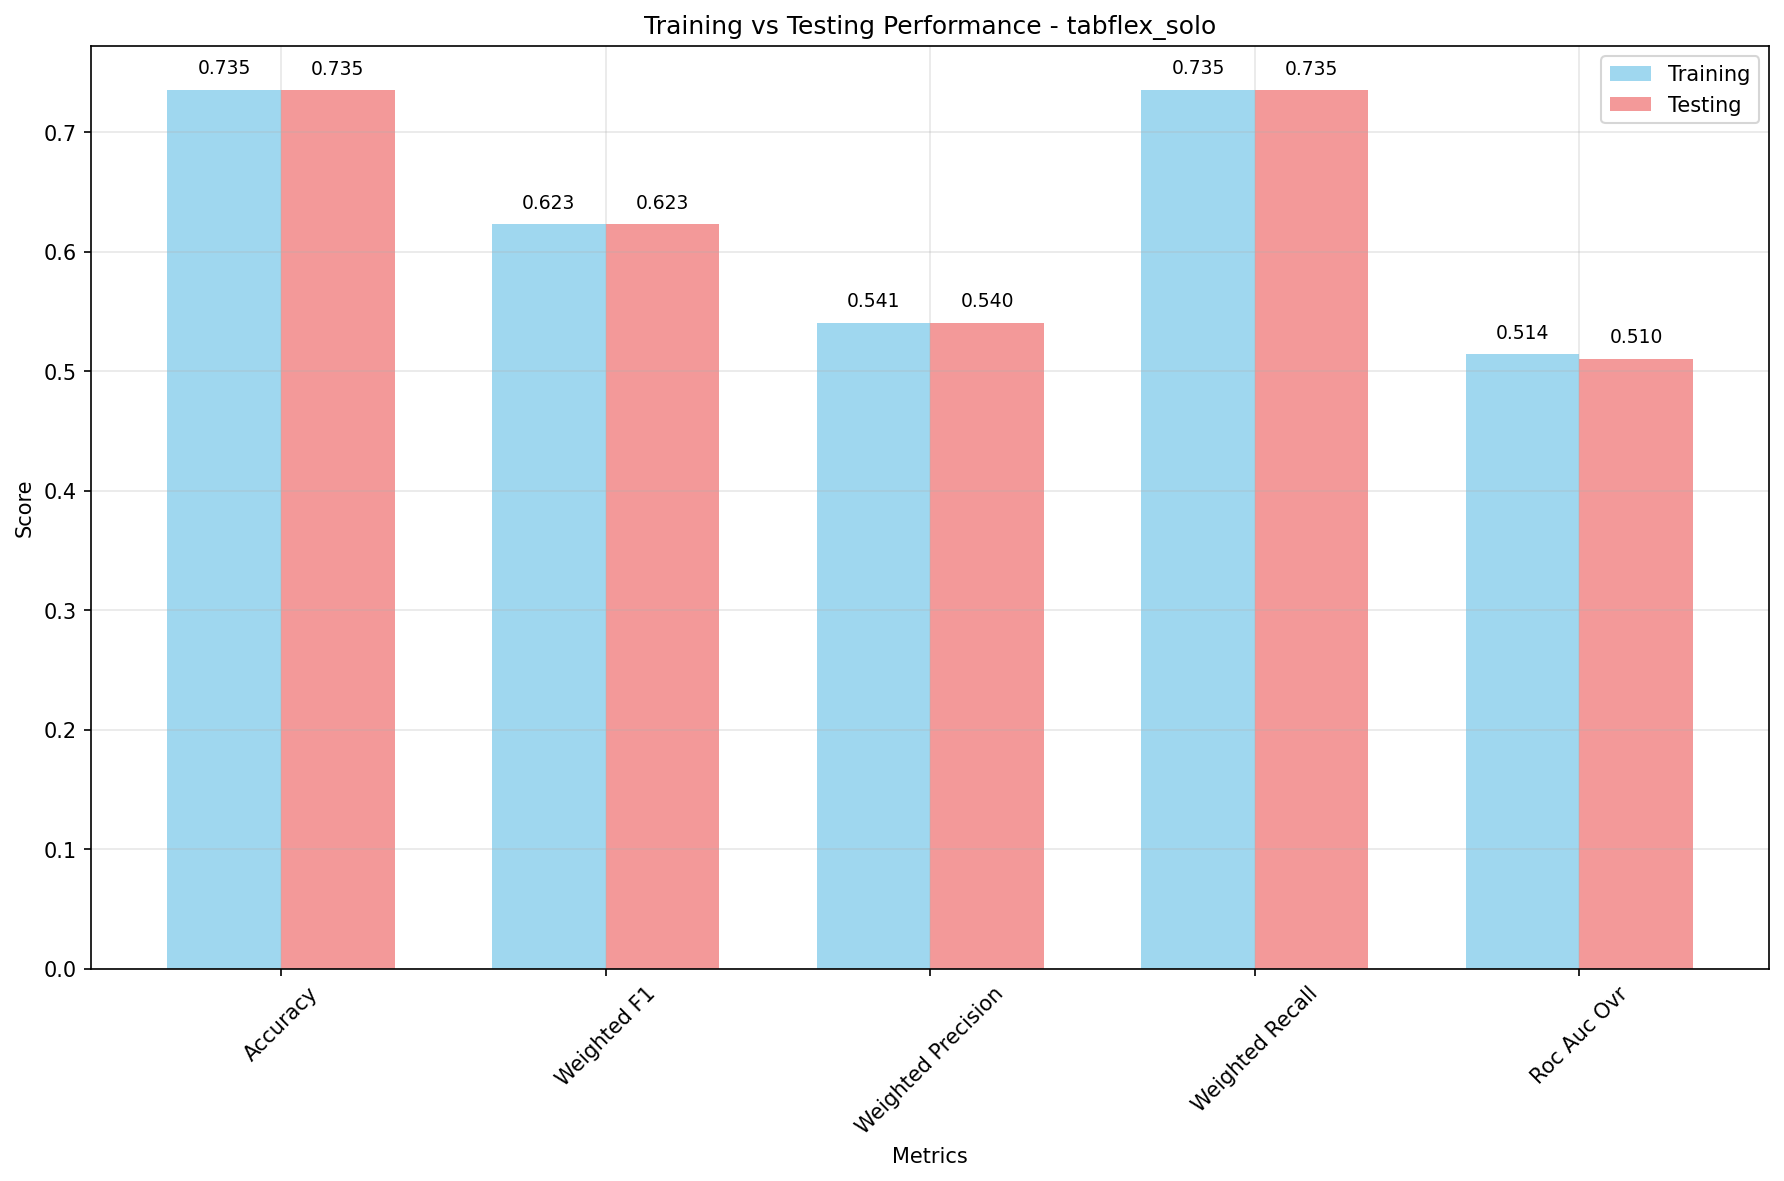 Training vs Testing Performance - tabflex_solo
Training
Testing
0.735
0.735
0.623
0.623
0.541
0.540
0.735
0.735
0.514
0.510
0.7
0.6
0.5
0.4
0.3
0.2
0.1
0.0
Score
Accuracy
Weighted F1
Weighted Precision
Weighted Recall
Roc Auc Ovr
Metrics